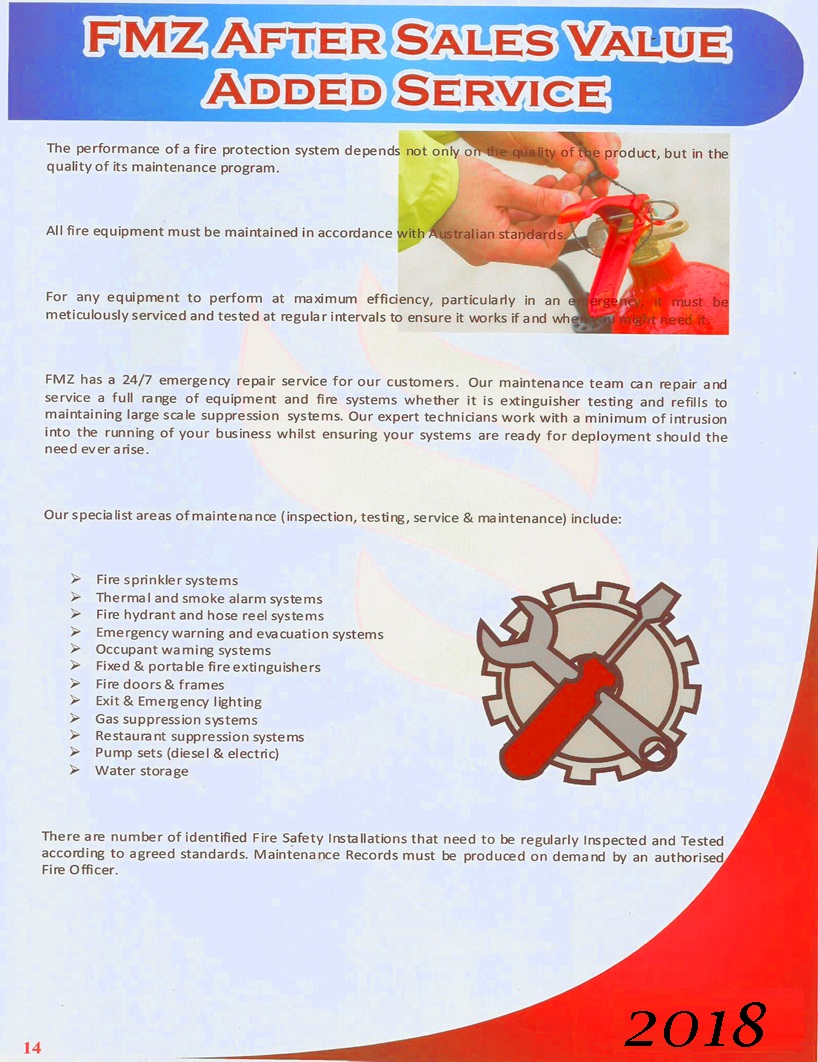 FMZ AFTER SALES VALUE
ADDED SERVICE
The performance of a fire protection system depends not only on the quality of the product, but in the
quality of its maintenance program.
All fire equipment must be maintained in accordance with Australian standards.
For any equipment to perform at maximum efficiency, particularly in an emergency, it must be
meticulously serviced and tested at regular intervals to ensure it works if and when you might need it.
FMZ has a 24/7 emergency repair service for our customers. Our maintenance team can repair and
service a full range of equipment and fire systems whether it is extinguisher testing and refills to
maintaining large scale suppression systems. Our expert technicians work with a minimum of intrusion
into the running of your business whilst ensuring your systems are ready for deployment should the
need ever arise.
Our specialist areas of maintenance (inspection, testing, service & maintenance) include:
➢ Fire sprinkler systems
➢ Thermal and smoke alarm systems
➢ Fire hydrant and hose reel systems
➢ Emergency warning and evacuation systems
➢ Occupant warning systems
➢ Fixed & portable fire extinguishers
➢ Fire doors & frames
➢ Exit & Emergency lighting
➢ Gas suppression systems
➢ Restaurant suppression systems
➢ Pump sets (diesel & electric)
➢ Water storage
There are number of identified Fire Safety Installations that need to be regularly Inspected and Tested
according to agreed standards. Maintenance Records must be produced on demand by an authorised
Fire Officer.
14
2018